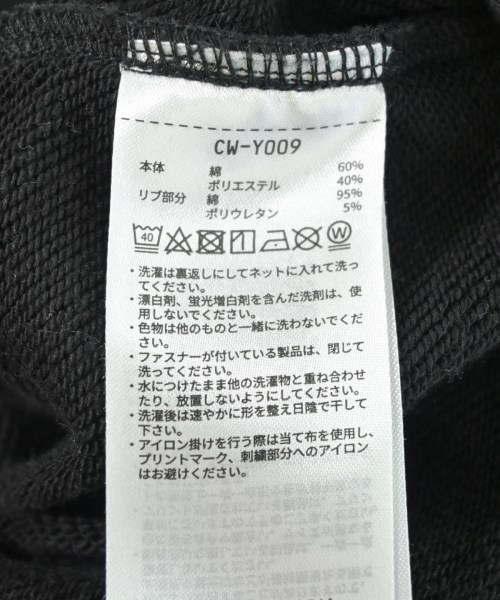 CW-Y009
本体 綿 60%
ポリエステル 40%
リブ部分 綿 95%
ポリウレタン 5%
40 W
・洗濯は裏返しにしてネットに入れて洗っ
てください。
・漂白剤、蛍光増白剤を含んだ洗剤は、使
用しないでください。
・色物は他のものと一緒に洗わないでくだ
さい。
・ファスナーが付いている製品は、閉じて
洗ってください。
・水につけたまま他の洗濯物と重ね合わせ
たり、放置しないようにしてください。
・洗濯後は速やかに形を整え日陰で干して
下さい。
・アイロン掛けを行う際は当て布を使用し、
プリントマーク、刺繍部分へのアイロン
はお避けください。